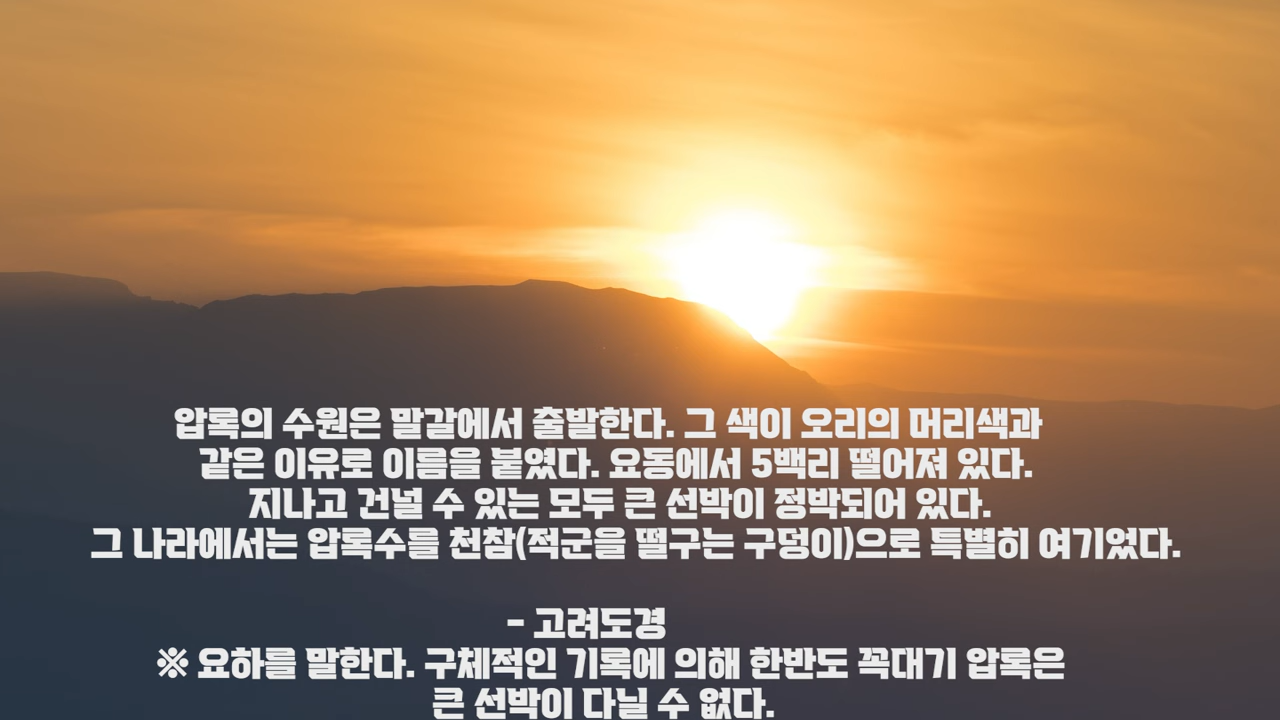 압록의 수원은 말갈에서 출발한다. 그 색이 오리의 머리색과
같은 이유로 이름을 붙였다. 요동에서 5백리 떨어져 있다.
지나고 건널 수 있는 모두 큰 선박이 정박되어 있다.
그 나라에서는 압록수를 천참(적군을 떨구는 구덩이)으로 특별히 여기었다.
- 고려도경
※ 요하를 말한다. 구체적인 기록에 의해 한반도 꼭대기 압록은
큰 선박이 다닐 수 없다.